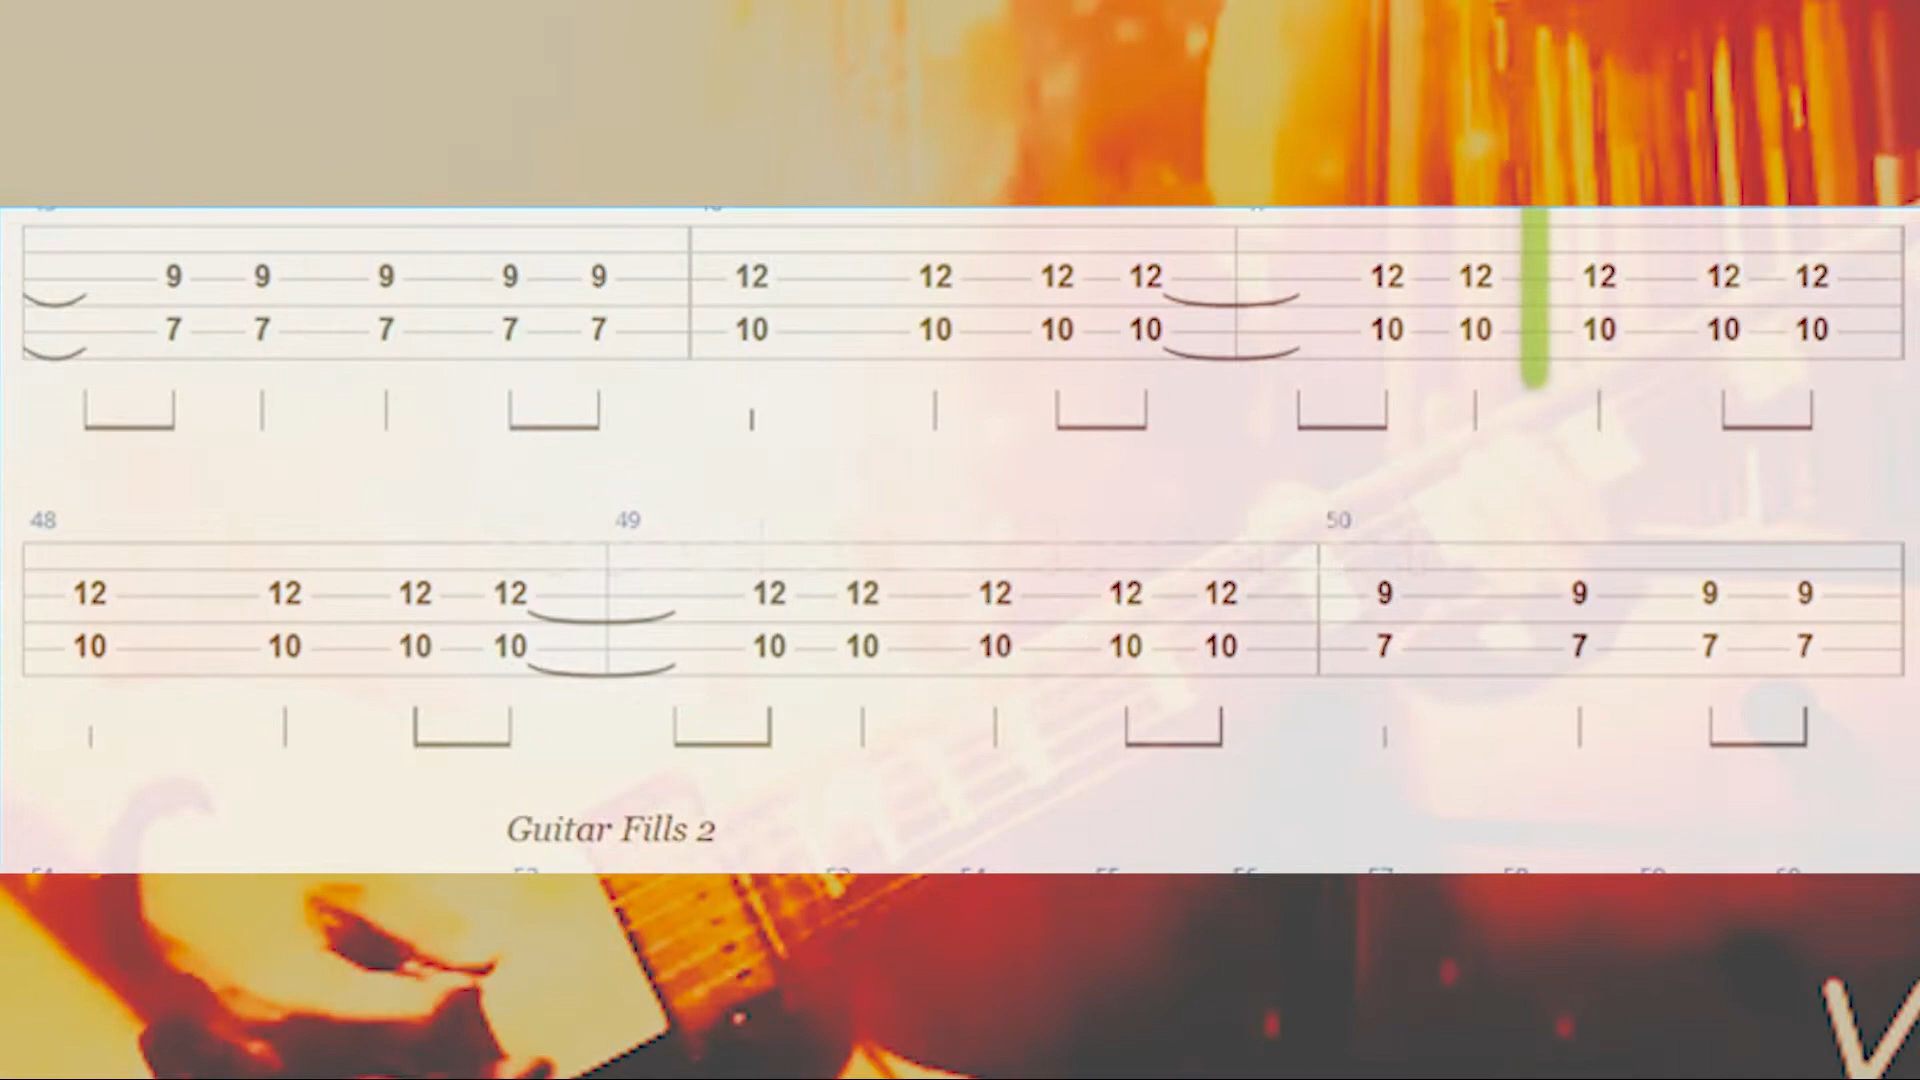 9 9 9 9 9 12 12 12 12 12 12 12 12 12
7 7 7 7 7 10 10 10 10 10 10 10 10 10
48 49 50
12 12 12 12 12 12 12 12 12 9 9 9 9
10 10 10 10 10 10 10 10 10 7 7 7 7
Guitar Fills 2